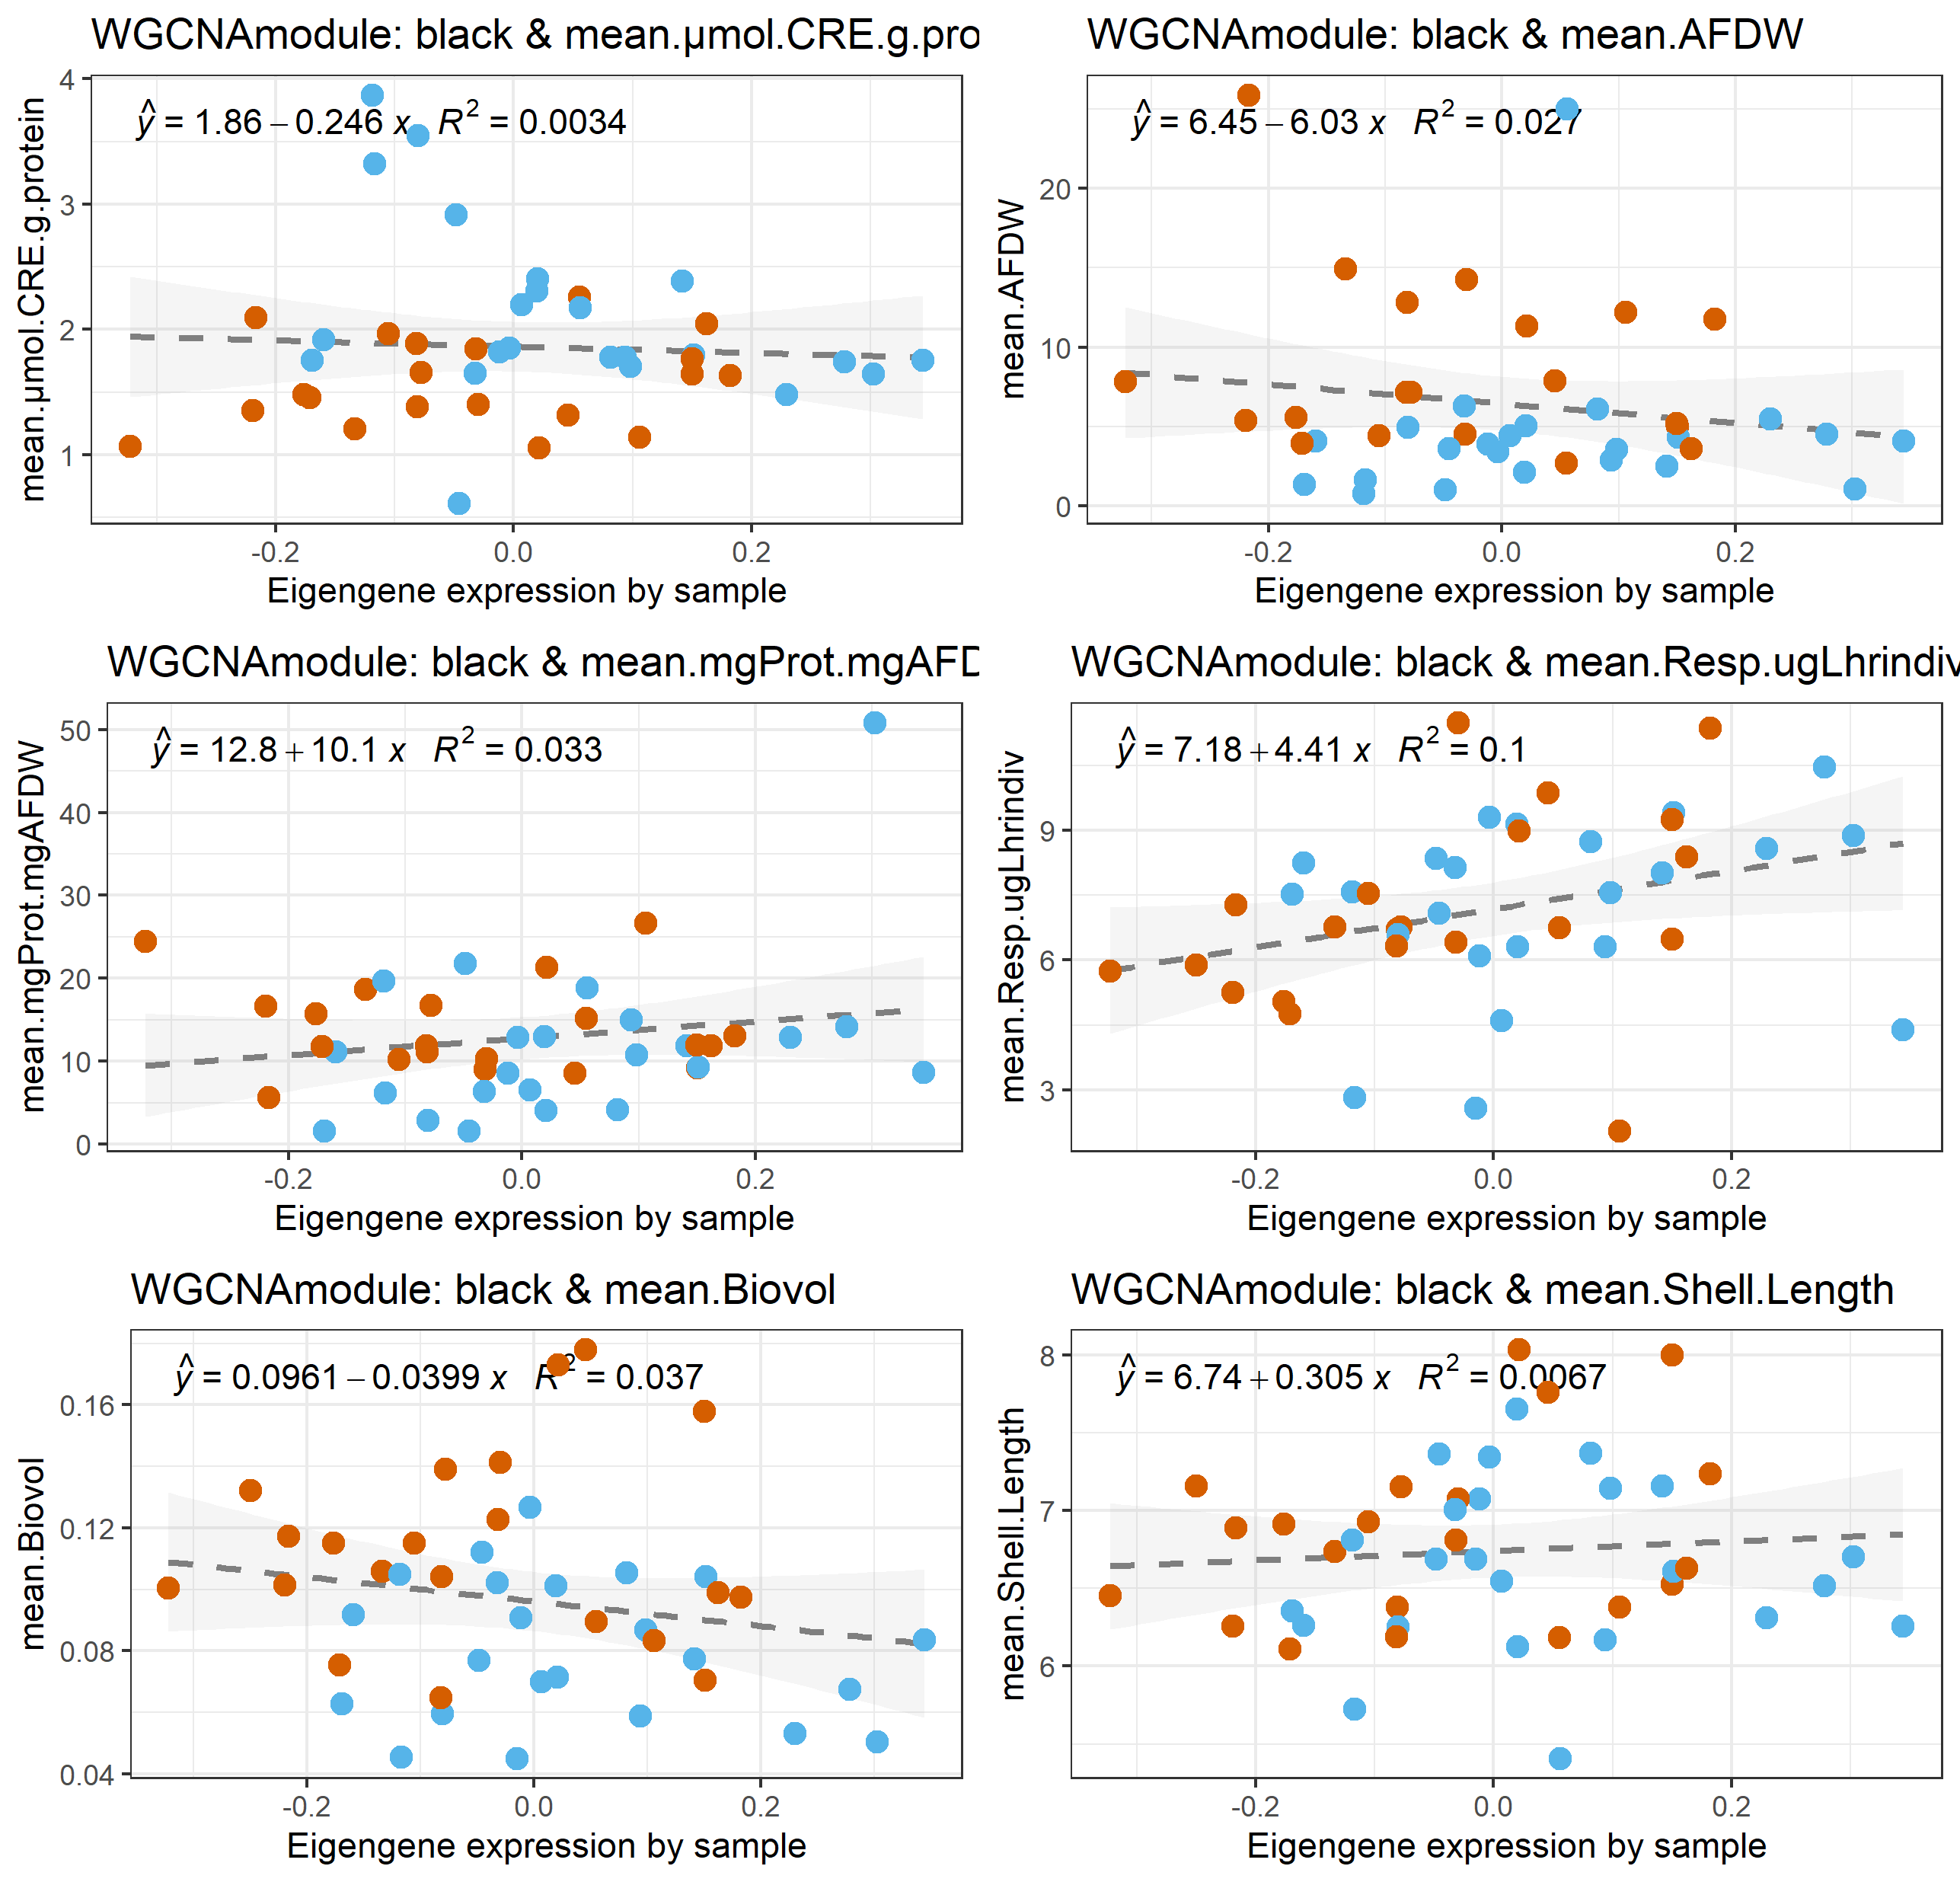 WGCNAmodule: black & mean.µmol.CRE.g.pro
ŷ = 1.86 − 0.246 x R² = 0.0034
mean.µmol.CRE.g.protein
4
3
2
1
-0.2 0.0 0.2
Eigengene expression by sample
WGCNAmodule: black & mean.AFDW
ŷ = 6.45 − 6.03 x R² = 0.027
mean.AFDW
20
10
0
-0.2 0.0 0.2
Eigengene expression by sample
WGCNAmodule: black & mean.mgProt.mgAFD
ŷ = 12.8 + 10.1 x R² = 0.033
mean.mgProt.mgAFDW
50
40
30
20
10
0
-0.2 0.0 0.2
Eigengene expression by sample
WGCNAmodule: black & mean.Resp.ugLhrindiv
ŷ = 7.18 + 4.41 x R² = 0.1
mean.Resp.ugLhrindiv
9
6
3
-0.2 0.0 0.2
Eigengene expression by sample
WGCNAmodule: black & mean.Biovol
ŷ = 0.0961 − 0.0399 x R² = 0.037
mean.Biovol
0.16
0.12
0.08
0.04
-0.2 0.0 0.2
Eigengene expression by sample
WGCNAmodule: black & mean.Shell.Length
ŷ = 6.74 + 0.305 x R² = 0.0067
mean.Shell.Length
8
7
6
-0.2 0.0 0.2
Eigengene expression by sample